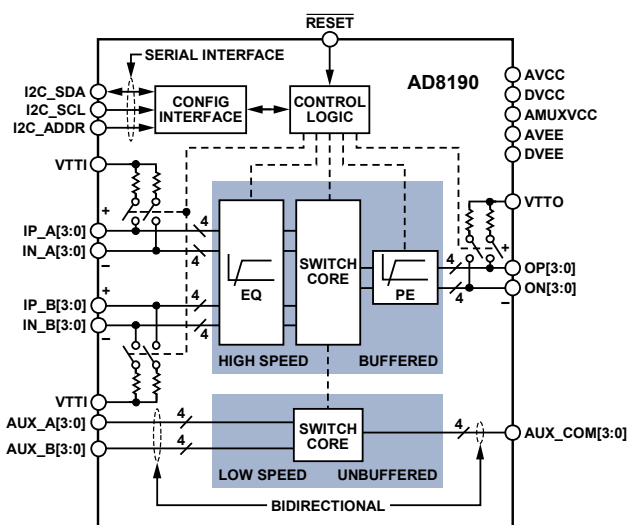 RESET
SERIAL INTERFACE
AD8190
I2C_SDA
I2C_SCL
I2C_ADDR
CONFIG
INTERFACE
CONTROL
LOGIC
AVCC
DVCC
AMUXVCC
AVEE
DVEE
VTTI
VTTO
+
IP_A[3:0]
4
IN_A[3:0]
4
−
EQ
SWITCH
CORE
PE
+
4
OP[3:0]
4
ON[3:0]
−
+
IP_B[3:0]
4
IN_B[3:0]
4
−
HIGH SPEED
BUFFERED
VTTI
AUX_A[3:0]
4
AUX_B[3:0]
4
SWITCH
CORE
4
AUX_COM[3:0]
LOW SPEED
UNBUFFERED
BIDIRECTIONAL